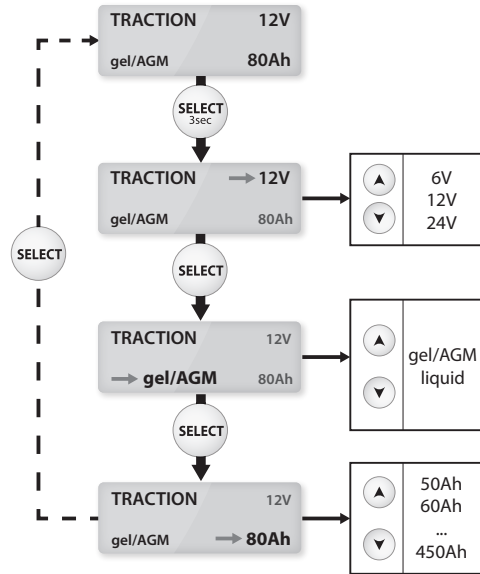 TRACTION 12V
gel/AGM 80Ah
SELECT
3sec
TRACTION 12V
gel/AGM 80Ah
6V
12V
24V
SELECT
SELECT
TRACTION 12V
gel/AGM 80Ah
gel/AGM
liquid
SELECT
TRACTION 12V
gel/AGM 80Ah
50Ah
60Ah
...
450Ah